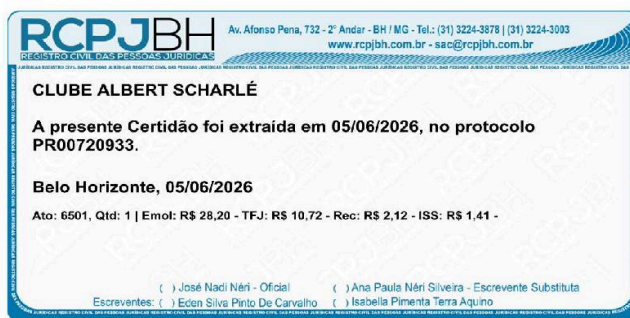 RCPJBH
REGISTRO CIVIL DAS PESSOAS JURIDICAS
Av. Afonso Pena, 732 - 2º Andar - BH / MG - Tel.: (31) 3224-3878 | (31) 3224-3003
www.rcpjbh.com.br - sac@rcpjbh.com.br
CLUBE ALBERT SCHARLÉ
A presente Certidão foi extraída em 05/06/2026, no protocolo
PR00720933.
Belo Horizonte, 05/06/2026
Ato: 6501, Qtd: 1 | Emol: R$ 28,20 - TFJ: R$ 10,72 - Rec: R$ 2,12 - ISS: R$ 1,41 -
( ) José Nadi Néri - Oficial ( ) Ana Paula Néri Silveira - Escrevente Substituta
Escreventes: ( ) Eden Silva Pinto De Carvalho ( ) Isabella Pimenta Terra Aquino